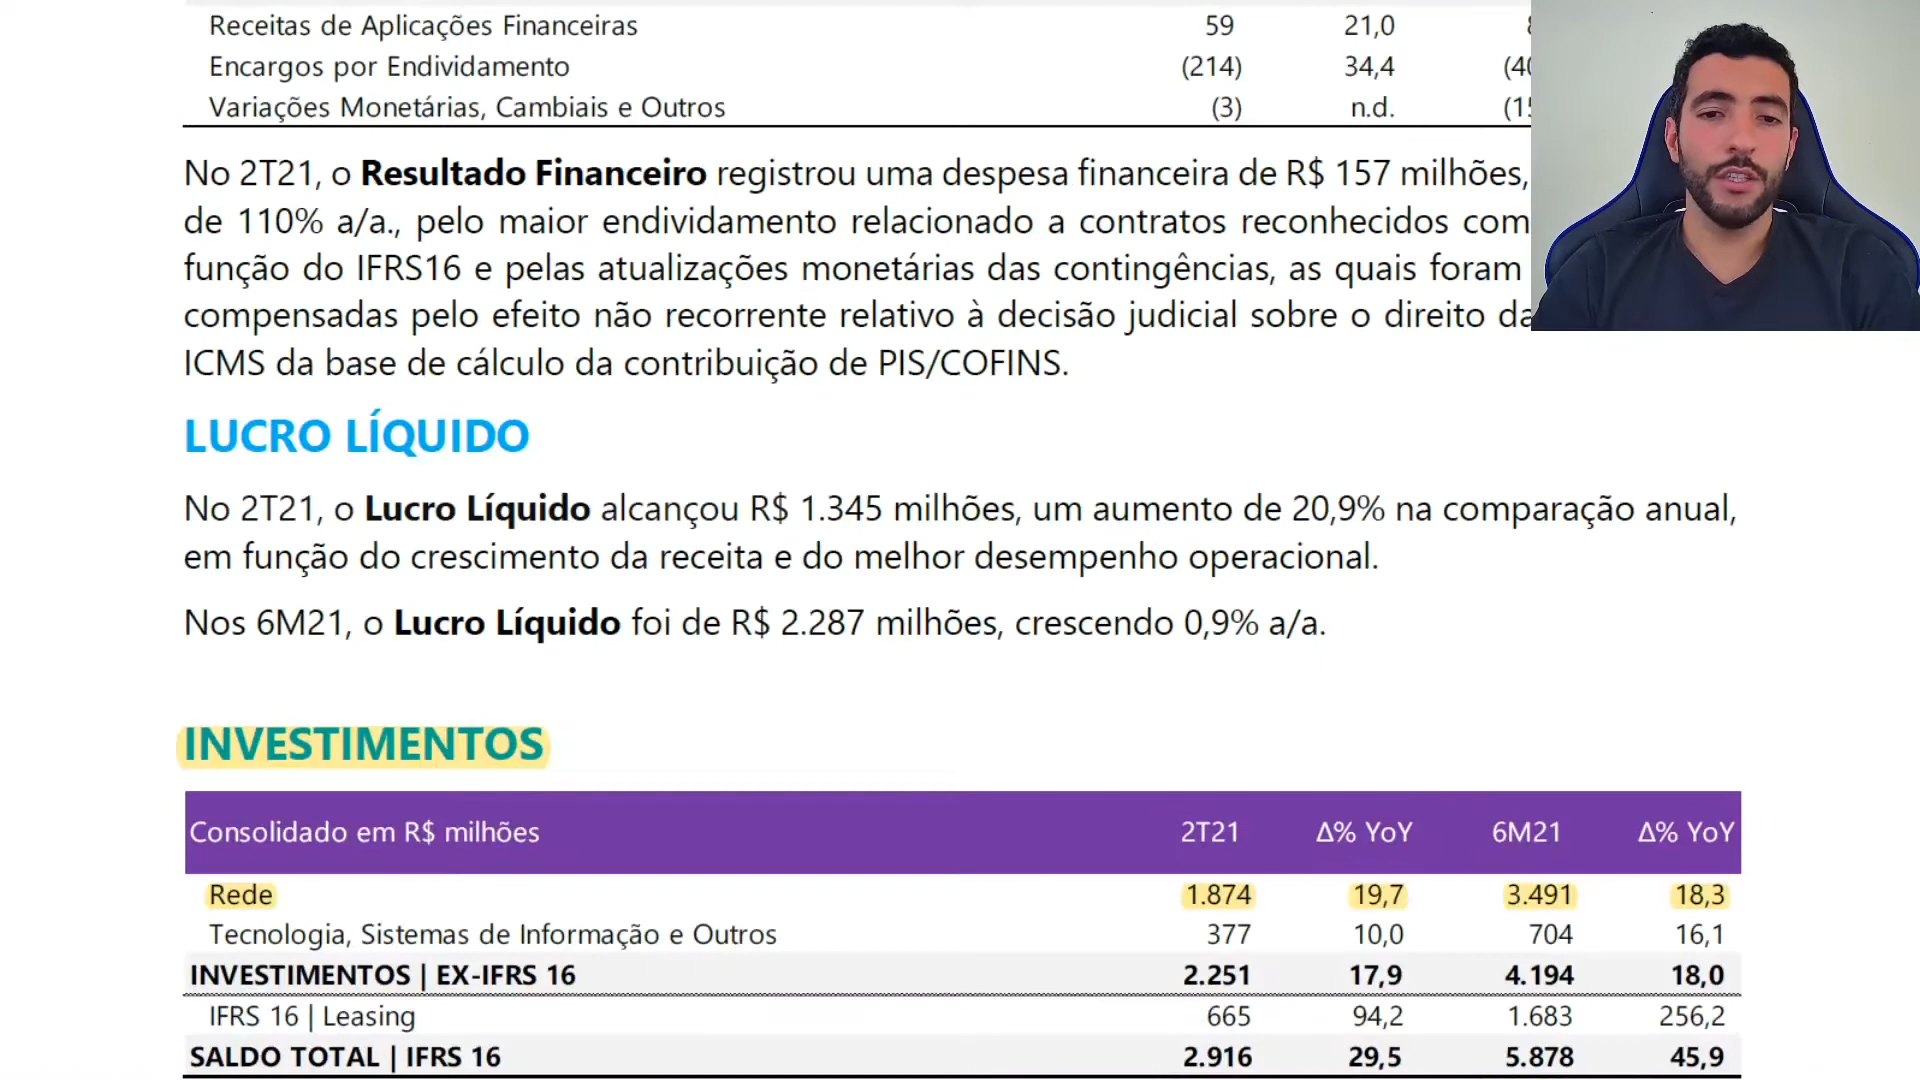 Receitas de Aplicações Financeiras 59 21,0
Encargos por Endividamento (214) 34,4
Variações Monetárias, Cambiais e Outros (3) n.d.
No 2T21, o Resultado Financeiro registrou uma despesa financeira de R$ 157 milhões,
de 110% a/a., pelo maior endividamento relacionado a contratos reconhecidos com
função do IFRS16 e pelas atualizações monetárias das contingências, as quais foram
compensadas pelo efeito não recorrente relativo à decisão judicial sobre o direito da
ICMS da base de cálculo da contribuição de PIS/COFINS.
LUCRO LÍQUIDO
No 2T21, o Lucro Líquido alcançou R$ 1.345 milhões, um aumento de 20,9% na comparação anual,
em função do crescimento da receita e do melhor desempenho operacional.
Nos 6M21, o Lucro Líquido foi de R$ 2.287 milhões, crescendo 0,9% a/a.
INVESTIMENTOS
Consolidado em R$ milhões 2T21 Δ% YoY 6M21 Δ% YoY
Rede 1.874 19,7 3.491 18,3
Tecnologia, Sistemas de Informação e Outros 377 10,0 704 16,1
INVESTIMENTOS | EX-IFRS 16 2.251 17,9 4.194 18,0
IFRS 16 | Leasing 665 94,2 1.683 256,2
SALDO TOTAL | IFRS 16 2.916 29,5 5.878 45,9